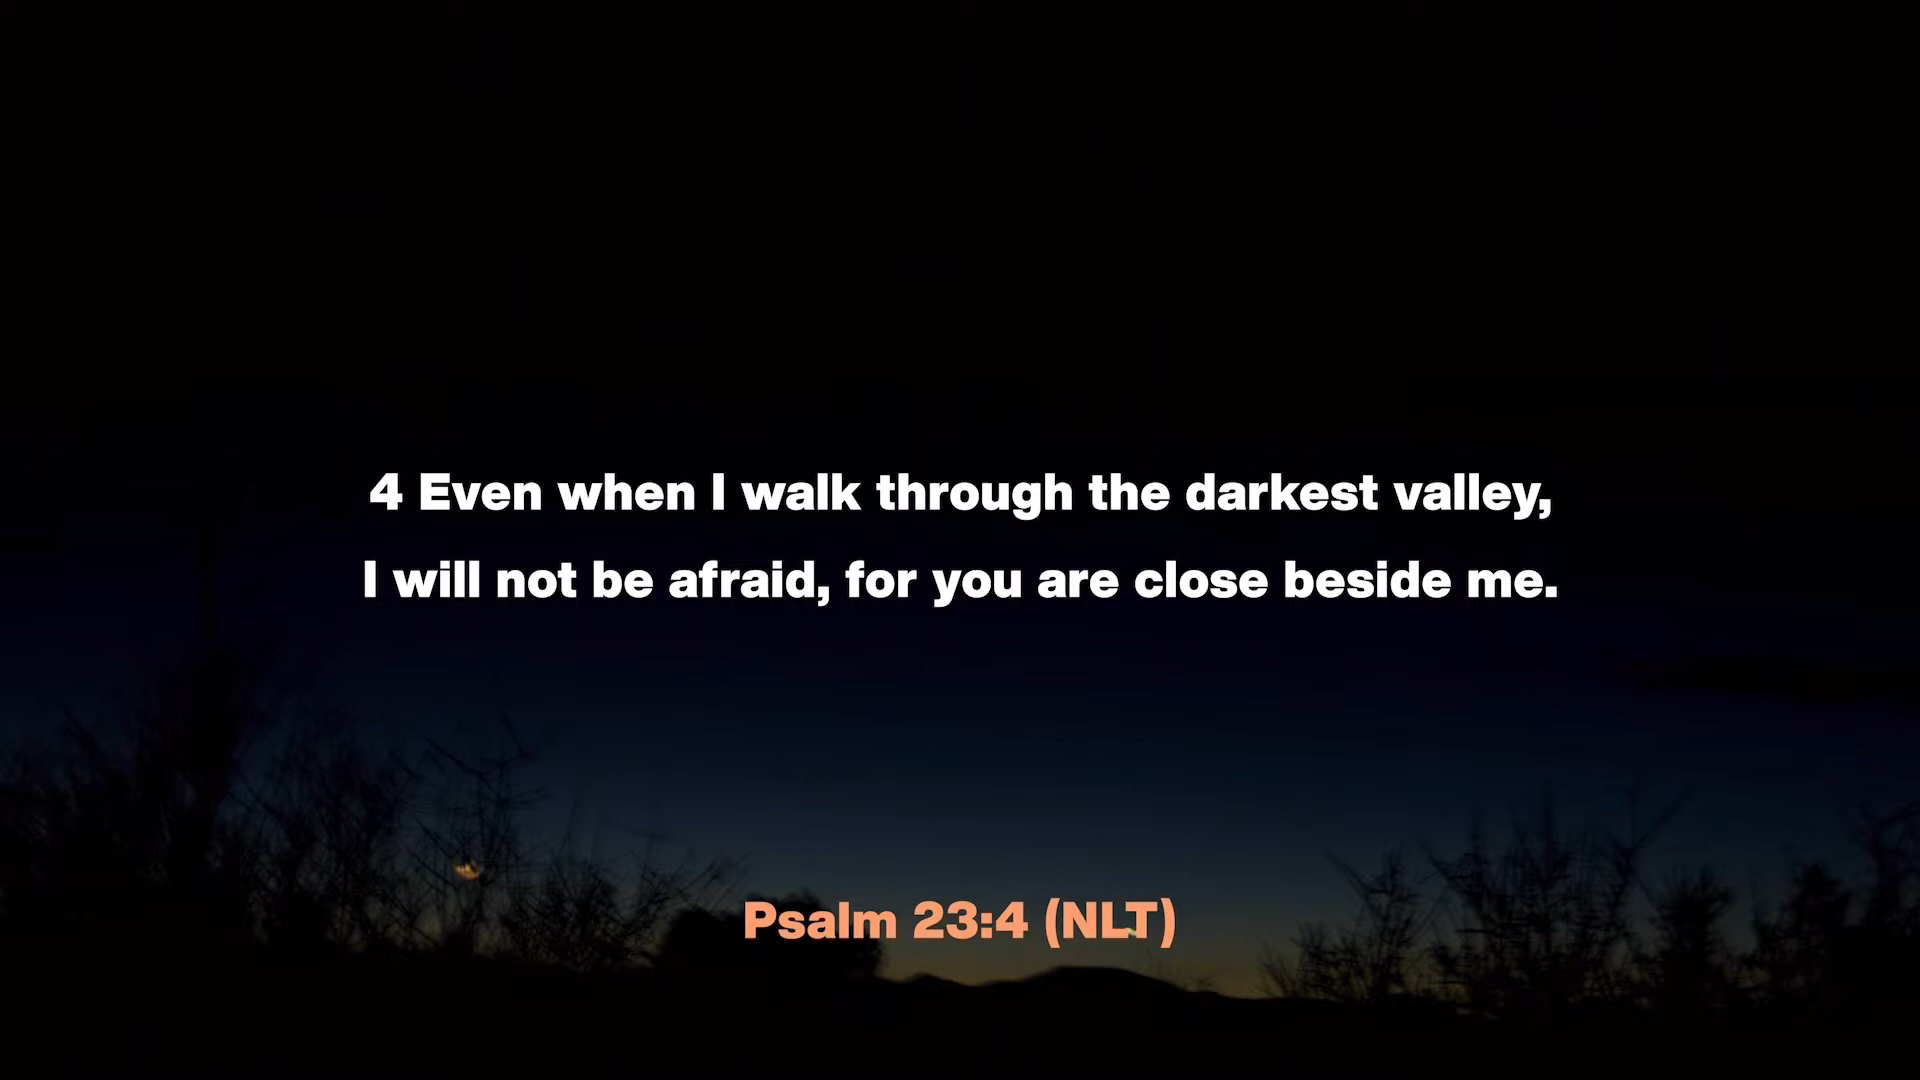 4 Even when I walk through the darkest valley,
I will not be afraid, for you are close beside me.
Psalm 23:4 (NLT)